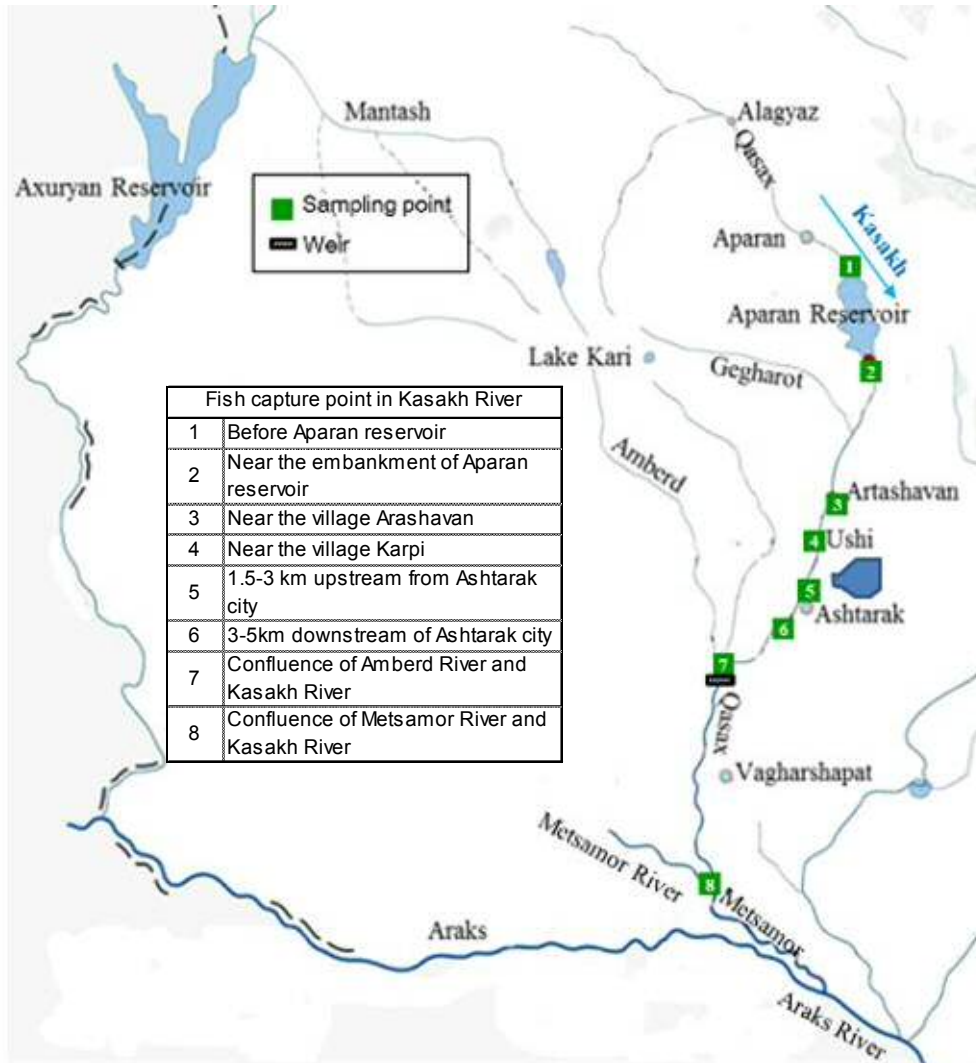 Mantash
Alagyaz
Qasax
Axuryan Reservoir
Sampling point
Weir
Aparan
Kasakh
1
Aparan Reservoir
2
Lake Kari
Gegharot
Amberd
Fish capture point in Kasakh River
1 Before Aparan reservoir
2 Near the embankment of Aparan
reservoir
3 Near the village Arashavan
4 Near the village Karpi
5 1.5-3 km upstream from Ashtarak
city
6 3-5km downstream of Ashtarak city
7 Confluence of Amberd River and
Kasakh River
8 Confluence of Metsamor River and
Kasakh River
3 Artashavan
4 Ushi
5
Ashtarak
6
7
Qasax
Vagharshapat
Metsamor River
8
Metsamor
Araks
Araks River